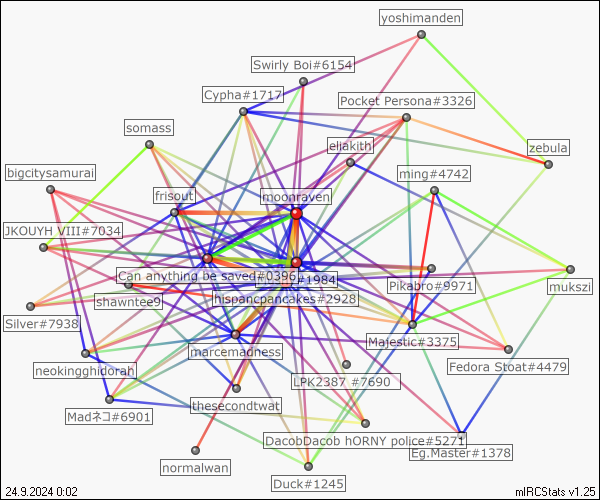 yoshimanden
Swirly Boi#6154
Cypha#1717
Pocket Persona#3326
somass
eliakith
zebula
bigcitysamurai
ming#4742
frisout
moonraven
JKOUYH VIII#7034
Can anything be saved#0396
#1984
Pikabro#9971
mukszi
shawntee9
hispancpancakes#2928
Silver#7938
Majestic#3375
marcemadness
neokingghidorah
Fedora Stoat#4479
LPK2387 #7690
Madネコ#6901
thesecondtwat
DacobDacob hORNY police#5271
Eg.Master#1378
normalwan
Duck#1245
24.9.2024 0:02
mIRCStats v1.25